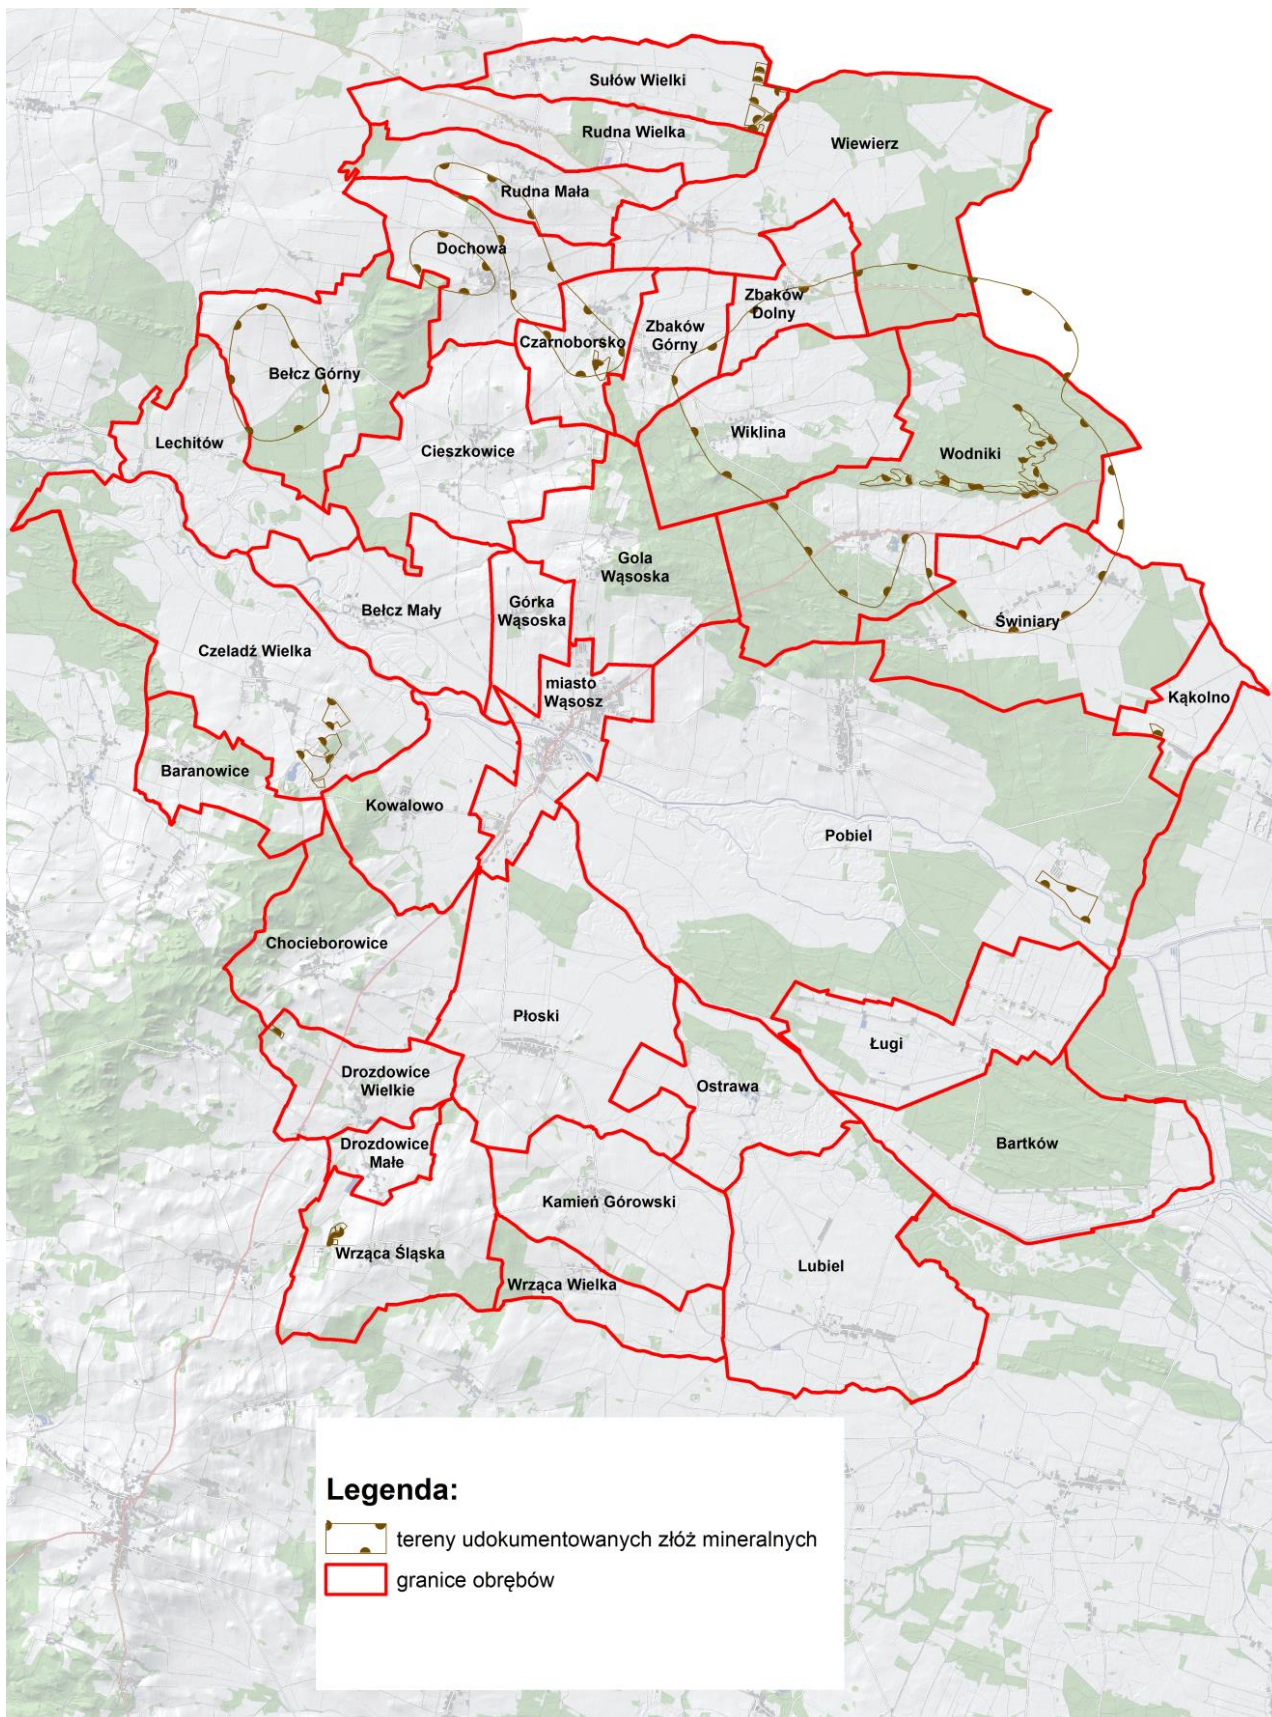 Sułów Wielki
Rudna Wielka
Wiewierz
Rudna Mała
Dochowa
Zbaków
Dolny
Czarnoborsko
Zbaków
Górny
Bełcz Górny
Wiklina
Lechitów
Cieszkowice
Wodniki
Gola
Wąsoska
Bełcz Mały
Górka
Wąsoska
Świniary
Czeladź Wielka
miasto
Wąsosz
Kąkolno
Baranowice
Kowalowo
Pobiel
Chocieborowice
Płoski
Ługi
Drozdowice
Wielkie
Ostrawa
Drozdowice
Małe
Bartków
Kamień Górowski
Wrząca Śląska
Lubiel
Wrząca Wielka
Legenda:
tereny udokumentowanych złóż mineralnych
granice obrębów